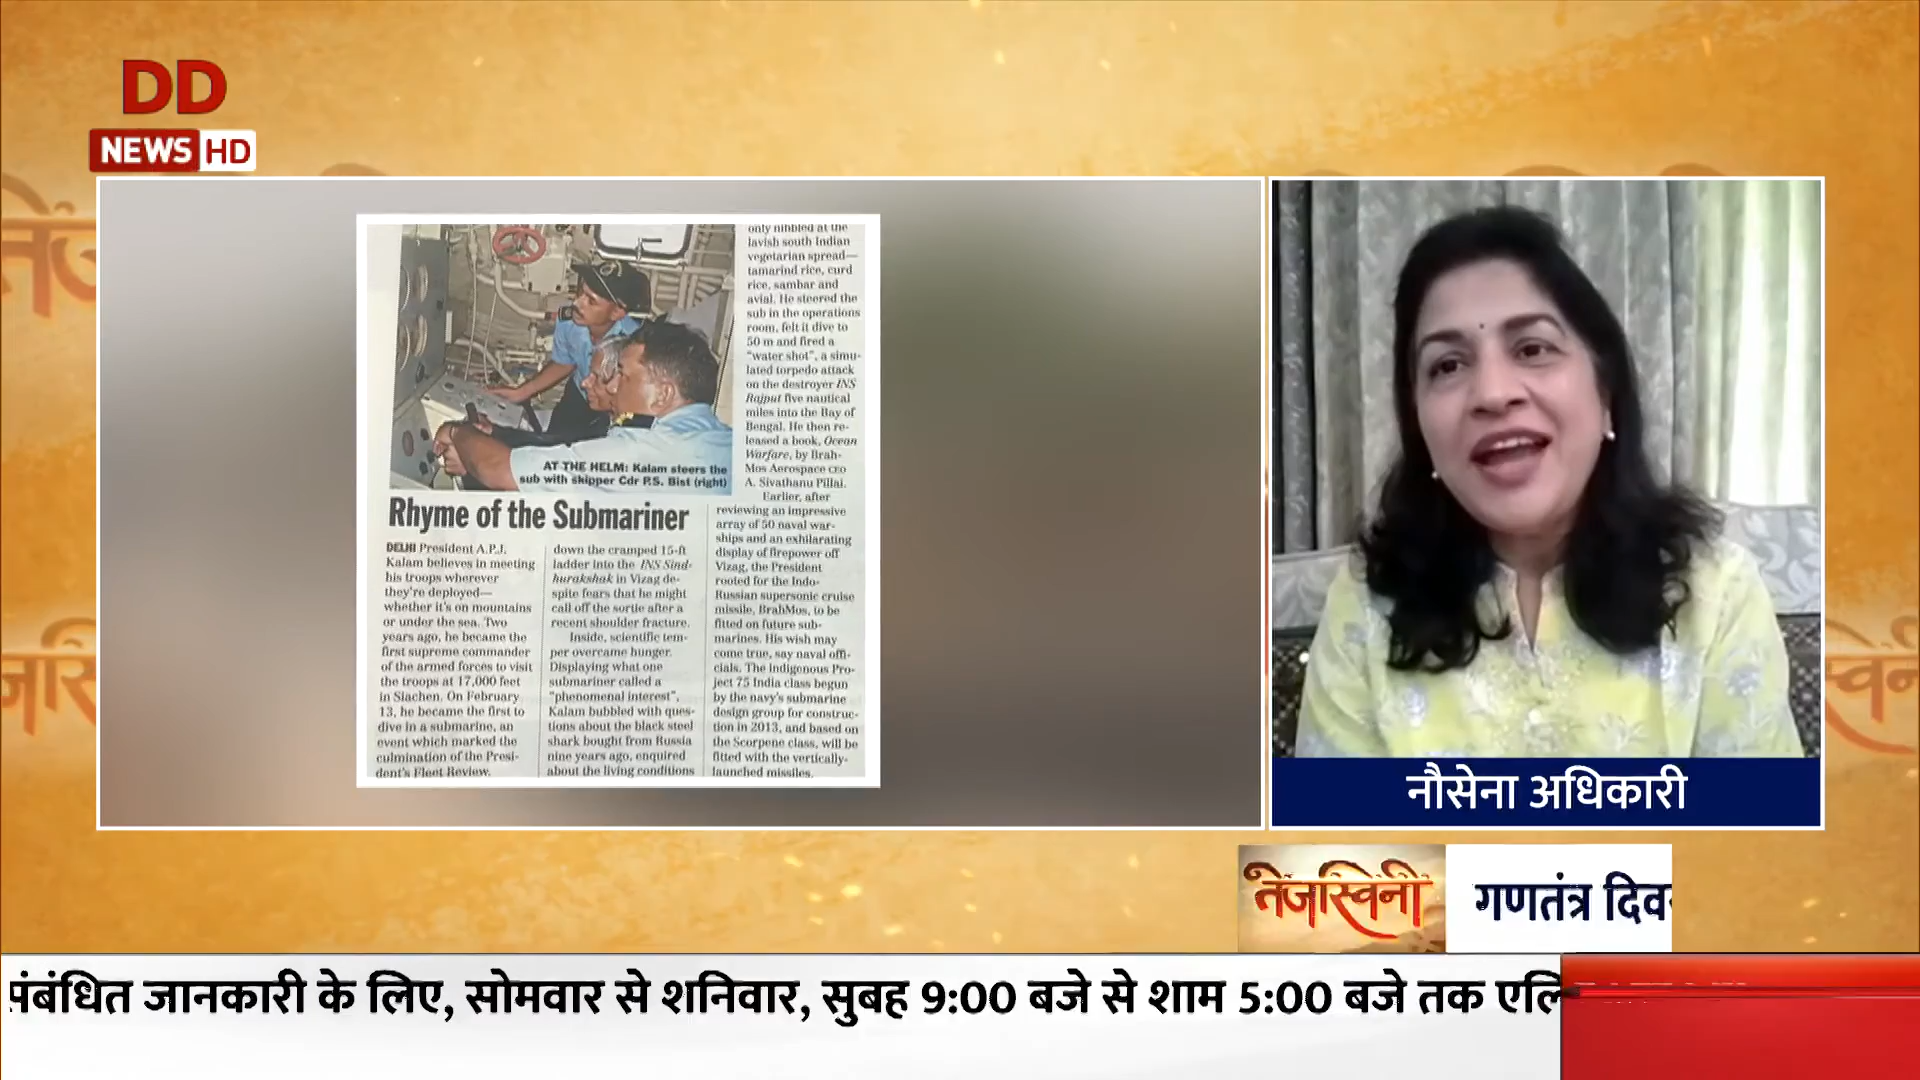 DD
NEWS HD
AT THE HELM: Kalam steers the
sub with skipper Cdr P.S. Bist (right)
Rhyme of the Submariner
DELHI President A.P.J.
Kalam believes in meeting
his troops wherever
they're deployed—
whether it's on mountains
or under the sea. Two
years ago, he became the
first supreme commander
of the armed forces to visit
the troops at 17,000 feet
in Siachen. On February
13, he became the first to
dive in a submarine, an
event which marked the
culmination of the Presi-
dent's Fleet Review.
down the cramped 15-ft
ladder into the INS Sind-
hurakshak in Vizag de-
spite fears that he might
call off the sortie after a
recent shoulder fracture.
Inside, scientific tem-
per overcame hunger.
Displaying what one
submariner called a
"phenomenal interest",
Kalam bubbled with ques-
tions about the black steel
shark bought from Russia
nine years ago, enquired
about the living conditions
only nibbled at the
lavish south Indian
vegetarian spread—
tamarind rice, curd
rice, sambar and
avial. He steered the
sub in the operations
room, felt it dive to
50 m and fired a
"water shot", a simu-
lated torpedo attack
on the destroyer INS
Rajput five nautical
miles into the Bay of
Bengal. He then re-
leased a book, Ocean
Warfare, by Brah-
Mos Aerospace CEO
A. Sivathanu Pillai.
Earlier, after
reviewing an impressive
array of 50 naval war-
ships and an exhilarating
display of firepower off
Vizag, the President
rooted for the Indo-
Russian supersonic cruise
missile, BrahMos, to be
fitted on future sub-
marines. His wish may
come true, say naval offi-
cials. The indigenous Pro-
ject 75 India class begun
by the navy's submarine
design group for construc-
tion in 2013, and based on
the Scorpene class, will be
fitted with the vertically-
launched missiles.
नौसेना अधिकारी
तेजस्विनी
गणतंत्र दिव
संबंधित जानकारी के लिए, सोमवार से शनिवार, सुबह 9:00 बजे से शाम 5:00 बजे तक